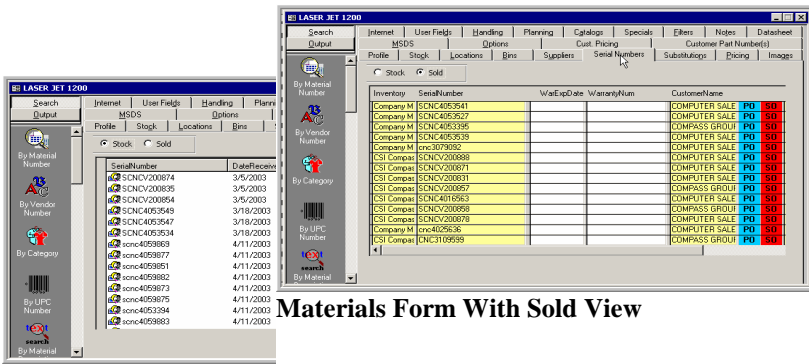 LASER JET 1200
Search
Output
By Material
Number
By Vendor
Number
By Category
By UPC
Number
text
search
By Material
Internet User Fields Handling Planni
MSDS Options
Profile Stock Locations Bins
Stock Sold
SerialNumber DateReceive
SCNCV200874 3/5/2003
SCNCV200835 3/5/2003
SCNCV200854 3/5/2003
SCNC4053549 3/18/2003
SCNC4053547 3/18/2003
SCNC4053534 3/18/2003
scnc4059869 4/11/2003
scnc4059877 4/11/2003
scnc4059851 4/11/2003
scnc4059882 4/11/2003
scnc4059873 4/11/2003
scnc4059875 4/11/2003
scnc4053394 4/11/2003
scnc4059883 4/11/2003
LASER JET 1200
Search
Output
By Material
Number
By Vendor
Number
By Category
By UPC
Number
text
search
By Material
Internet User Fields Handling Planning Catalogs Specials Filters Notes Datasheet
MSDS Options Cust. Pricing Customer Part Number(s)
Profile Stock Locations Bins Suppliers Serial Numbers Substitutions Pricing Images
Stock Sold
Inventory SerialNumber WarExpDate WarrantyNum CustomerName
Company M SCNC4053541 COMPUTER SALE PO SO
Company M SCNC4053527 COMPUTER SALE PO SO
Company M SCNC4053395 COMPASS GROUP PO SO
Company M SCNC4053539 COMPUTER SALE PO SO
Company M cnc3079092 COMPUTER SALE PO SO
CSI Compas SCNCV200888 COMPUTER SALE PO SO
CSI Compas SCNCV200871 COMPUTER SALE PO SO
CSI Compas SCNCV200831 COMPUTER SALE PO SO
CSI Compas SCNCV200857 COMPASS GROUP PO SO
CSI Compas SCNC4016563 COMPUTER SALE PO SO
CSI Compas SCNCV200858 COMPASS GROUP PO SO
CSI Compas SCNCV200878 COMPUTER SALE PO SO
Company M cnc4025636 COMPUTER SALE PO SO
CSI Compas CNC3109599 COMPASS GROUP PO SO
Materials Form With Sold View